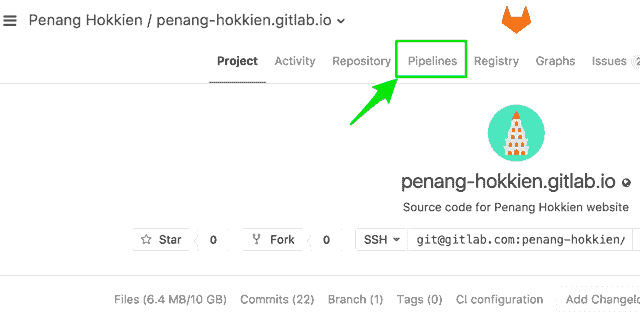 Penang Hokkien / penang-hokkien.gitlab.io
Project Activity Repository Pipelines Registry Graphs Issues
penang-hokkien.gitlab.io
Source code for Penang Hokkien website
Star 0 Fork 0 SSH git@gitlab.com:penang-hokkien/
Files (6.4 MB/10 GB) Commits (22) Branch (1) Tags (0) CI configuration Add Changelo